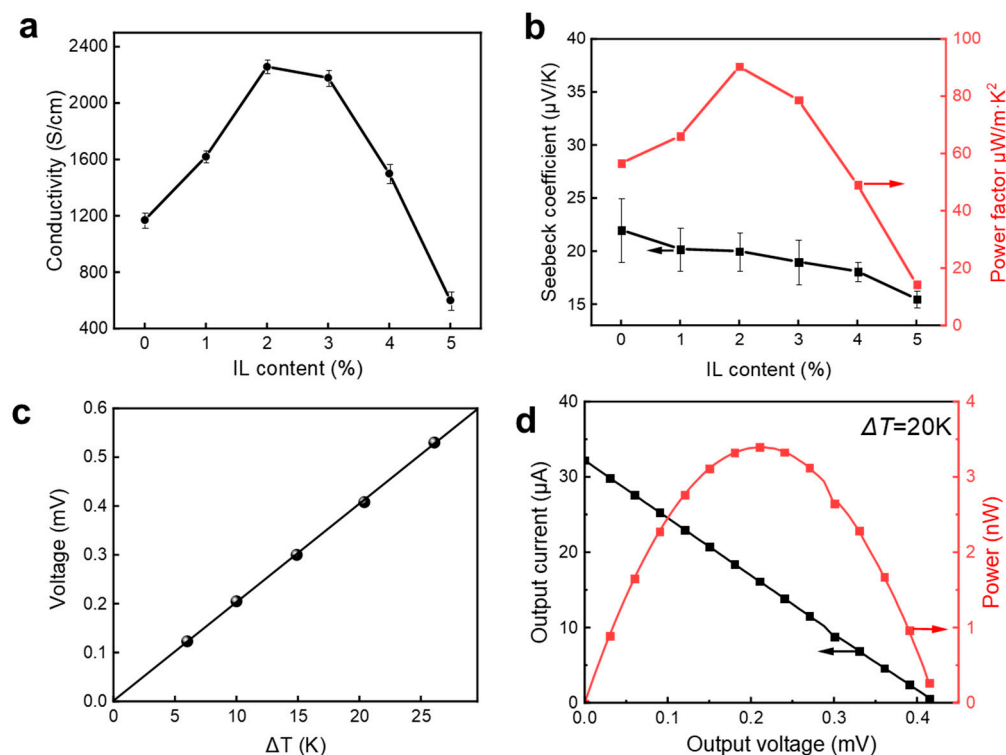 a
2400
2000
1600
1200
800
400
0 1 2 3 4 5
IL content (%)
Conductivity (S/cm)
b
40
35
30
25
20
15
0 1 2 3 4 5
IL content (%)
Seebeck coefficient (μV/K)
100
80
60
40
20
0
Power factor μW/m·K²
c
0.6
0.5
0.4
0.3
0.2
0.1
0.0
0 5 10 15 20 25
ΔT (K)
Voltage (mV)
d
ΔT=20K
40
30
20
10
0
0.0 0.1 0.2 0.3 0.4
Output voltage (mV)
Output current (μA)
4
3
2
1
0
Power (nW)